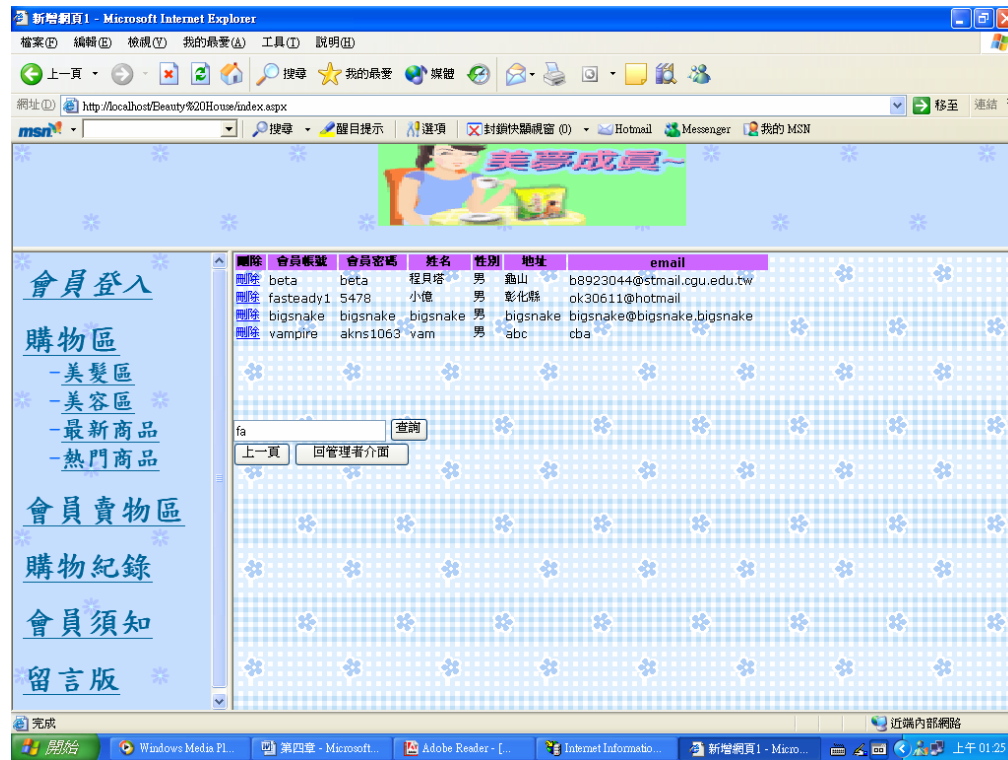 新增網頁1 - Microsoft Internet Explorer
檔案(F) 編輯(E) 檢視(V) 我的最愛(A) 工具(T) 說明(H)
上一頁 搜尋 我的最愛 媒體
網址(D) http://localhost/Beauty%20House/index.aspx 移至 連結
msn 搜尋 醒目提示 選項 封鎖快顯視窗 (0) Hotmail Messenger 我的 MSN
美夢成真~
會員登入
購物區
-美髮區
-美容區
-最新商品
-熱門商品
會員賣物區
購物紀錄
會員須知
留言版
刪除 會員帳號 會員密碼 姓名 性別 地址 email
刪除 beta beta 程貝塔 男 龜山 b8923044@stmail.cgu.edu.tw
刪除 fasteady1 5478 小億 男 彰化縣 ok30611@hotmail
刪除 bigsnake bigsnake bigsnake 男 bigsnake bigsnake@bigsnake.bigsnake
刪除 vampire akns1063 vam 男 abc cba
fa 查詢
上一頁 回管理者介面
完成 近端內部網路
開始 Windows Media Pl... 第四章 - Microsoft... Adobe Reader - [... Internet Informatio... 新增網頁1 - Micro... 上午 01:25